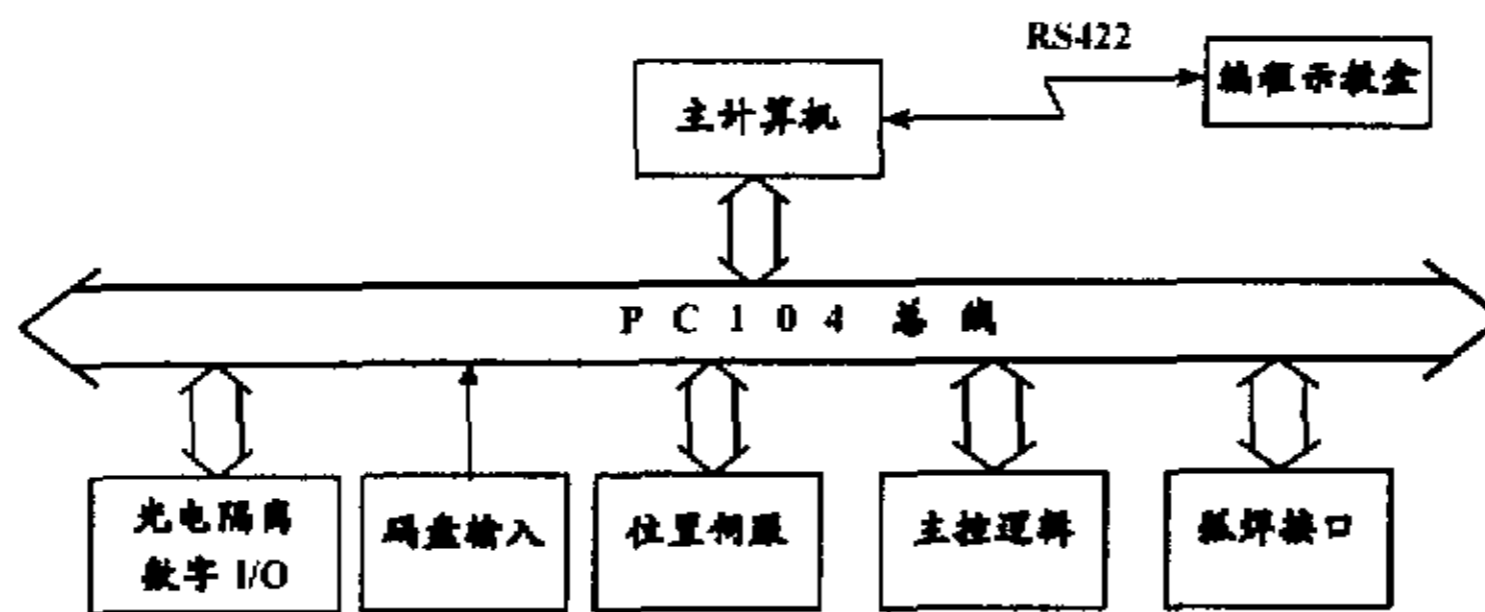 RS422
编程示教盒
主计算机
PC104 总线
光电隔离
数字 I/O
码盘输入
位置伺服
主控逻辑
弧焊接口